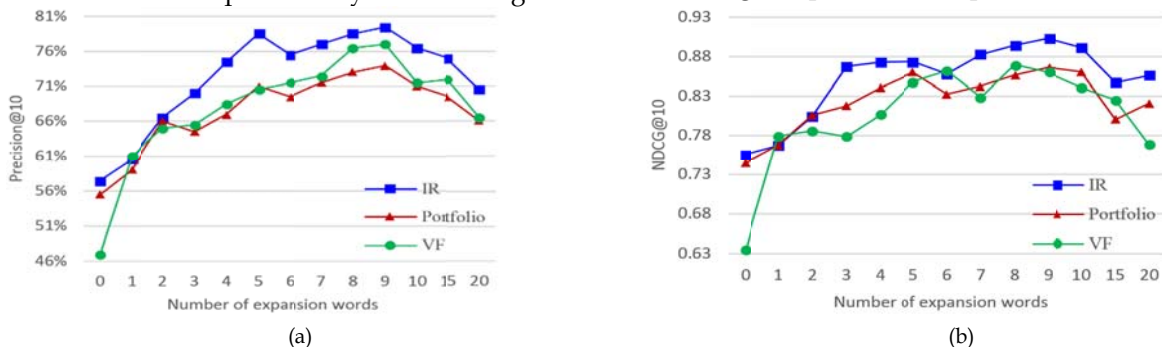 81%
76%
71%
66%
61%
56%
51%
46%
Precision@10
IR
Portfolio
VF
0 1 2 3 4 5 6 7 8 9 10 15 20
Number of expansion words
(a)
0.93
0.88
0.83
0.78
0.73
0.68
0.63
NDCG@10
IR
Portfolio
VF
0 1 2 3 4 5 6 7 8 9 10 15 20
Number of expansion words
(b)